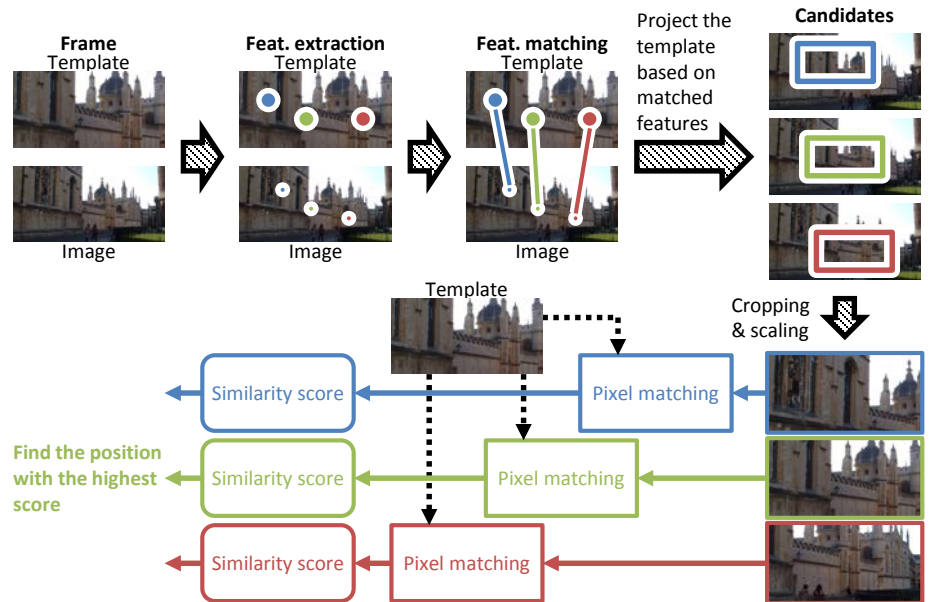 Frame
Template
Image
Feat. extraction
Template
Image
Feat. matching
Template
Image
Project the
template
based on
matched
features
Candidates
Cropping
& scaling
Template
Similarity score
Pixel matching
Similarity score
Pixel matching
Similarity score
Pixel matching
Find the position
with the highest
score